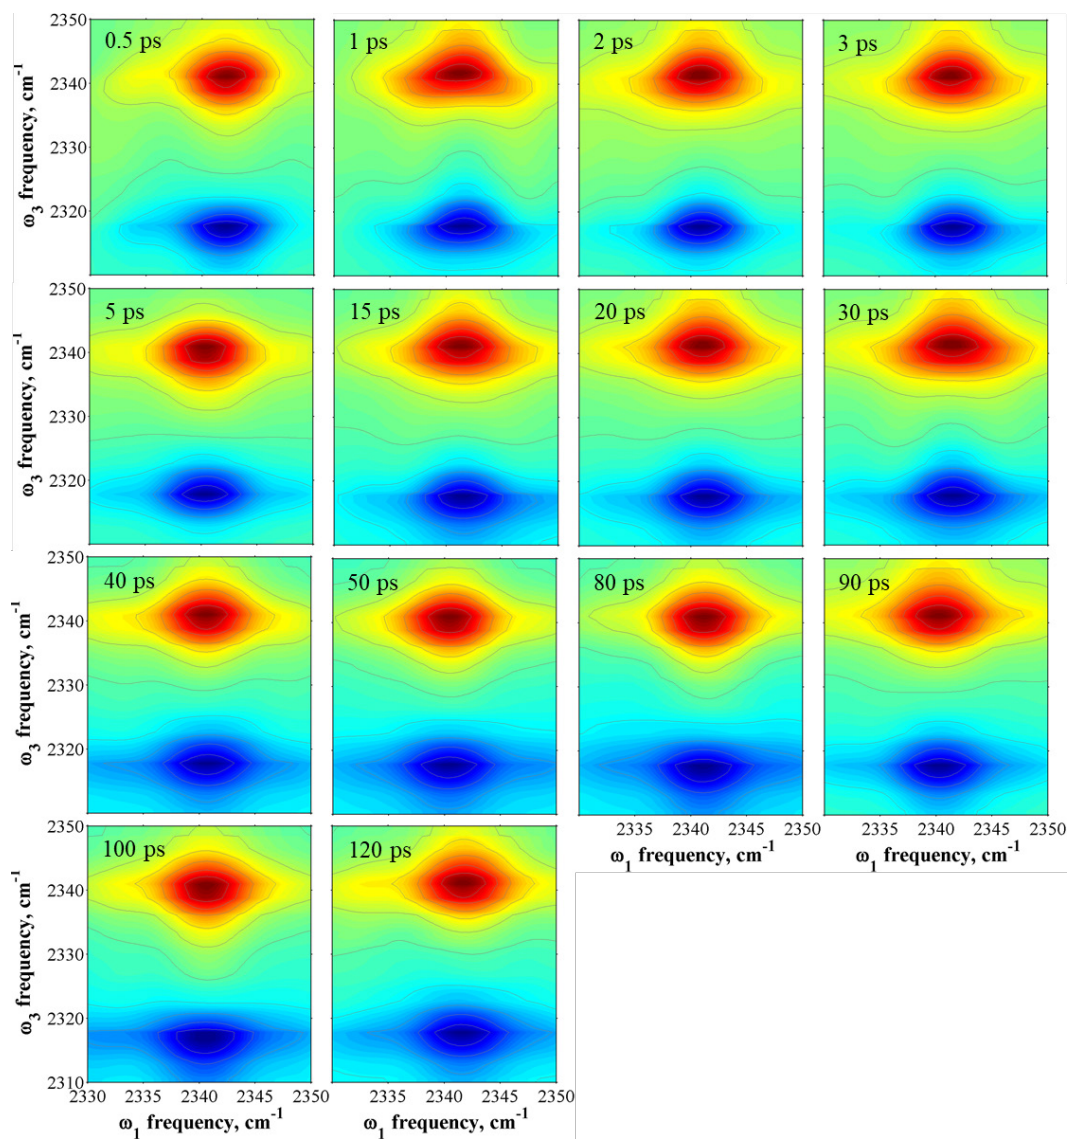 2350
2340
2330
2320
ω₃ frequency, cm⁻¹
0.5 ps
1 ps
2 ps
3 ps
2335 2340 2345 2350
2350
2340
2330
2320
ω₃ frequency, cm⁻¹
5 ps
15 ps
20 ps
30 ps
2350
2340
2330
2320
ω₃ frequency, cm⁻¹
40 ps
50 ps
80 ps
90 ps
2335 2340 2345 2350
2335 2340 2345 2350
ω₁ frequency, cm⁻¹
ω₁ frequency, cm⁻¹
2350
2340
2330
2320
2310
ω₃ frequency, cm⁻¹
100 ps
120 ps
2330 2335 2340 2345 2350
2335 2340 2345 2350
ω₁ frequency, cm⁻¹
ω₁ frequency, cm⁻¹